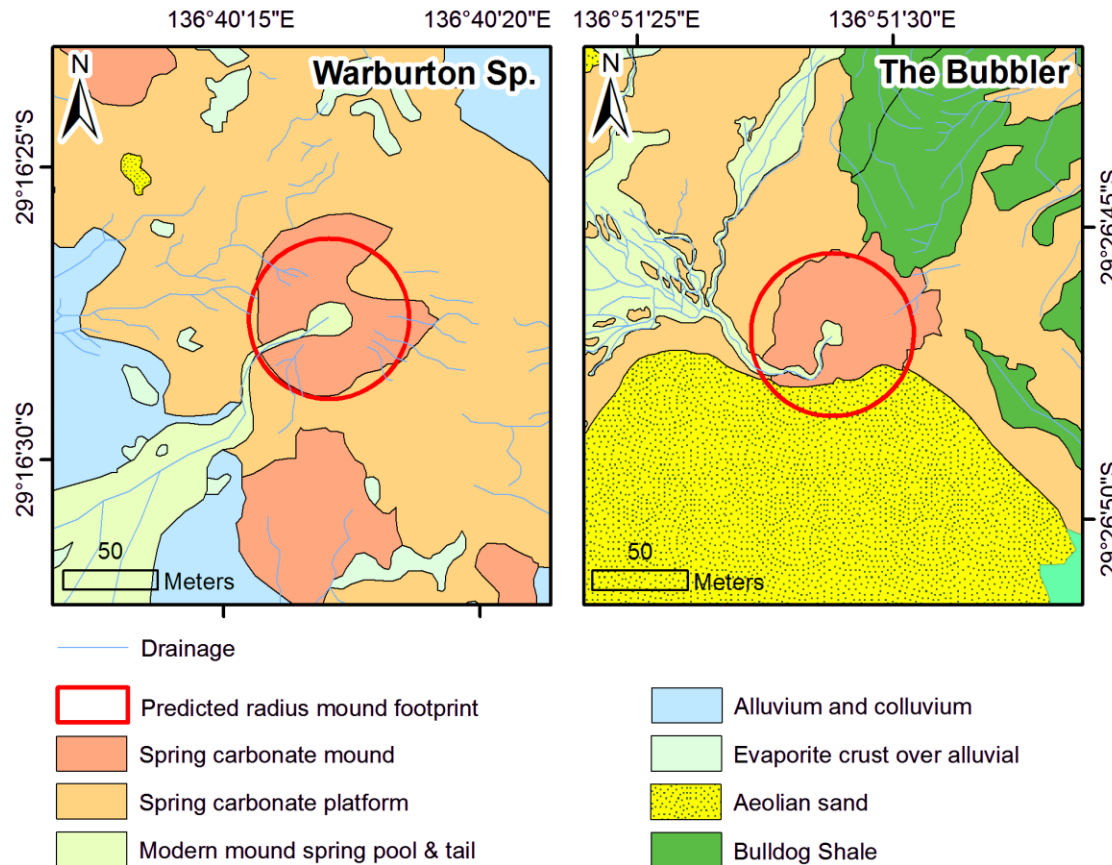 136°40'15"E 136°40'20"E 136°51'25"E 136°51'30"E
N
Warburton Sp.
N
The Bubbler
29°16'25"S
29°16'30"S
29°26'45"S
29°26'50"S
50
Meters
50
Meters
Drainage
Predicted radius mound footprint
Spring carbonate mound
Spring carbonate platform
Modern mound spring pool & tail
Alluvium and colluvium
Evaporite crust over alluvial
Aeolian sand
Bulldog Shale